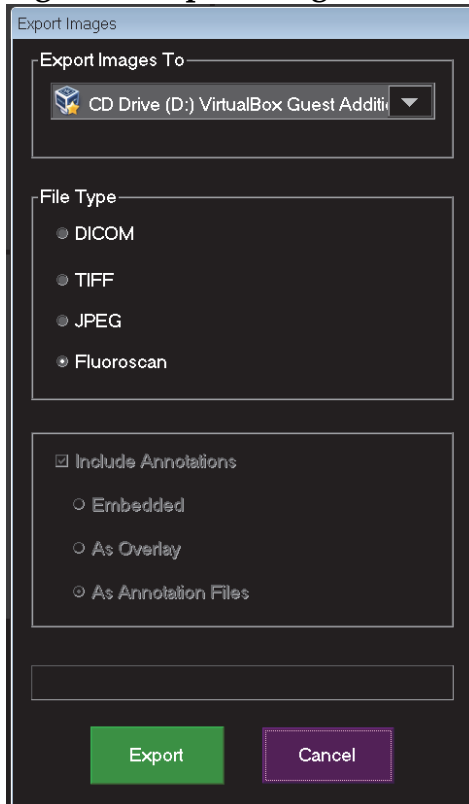 Export Images
Export Images To
CD Drive (D:) VirtualBox Guest Additi
File Type
DICOM
TIFF
JPEG
Fluoroscan
Include Annotations
Embedded
As Overlay
As Annotation Files
Export
Cancel